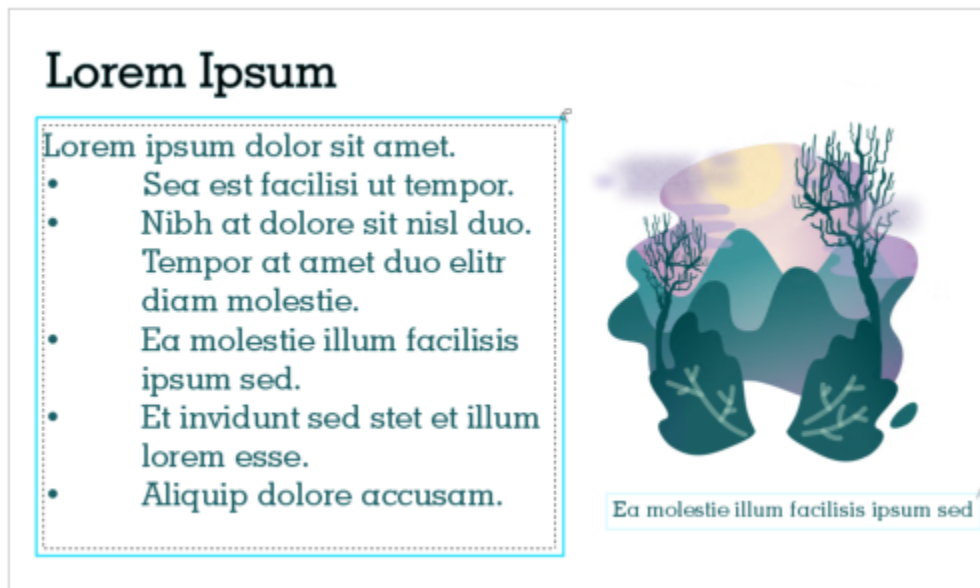 Lorem Ipsum
Lorem ipsum dolor sit amet.
• Sea est facilisi ut tempor.
• Nibh at dolore sit nisl duo.
Tempor at amet duo elitr
diam molestie.
• Ea molestie illum facilisis
ipsum sed.
• Et invidunt sed stet et illum
lorem esse.
• Aliquip dolore accusam.
Ea molestie illum facilisis ipsum sed